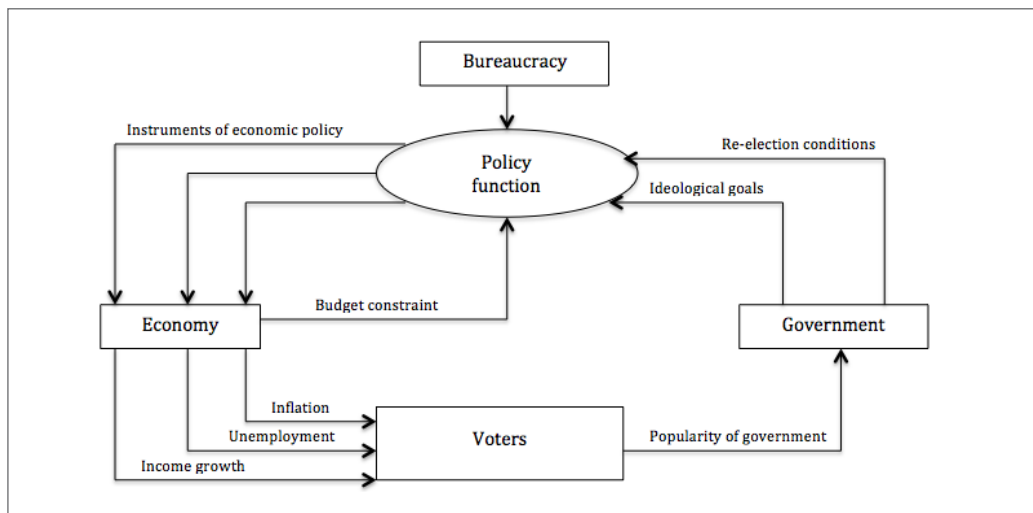 Bureaucracy
Instruments of economic policy
Re-election conditions
Policy
function
Ideological goals
Budget constraint
Economy
Government
Inflation
Unemployment
Voters
Popularity of government
Income growth